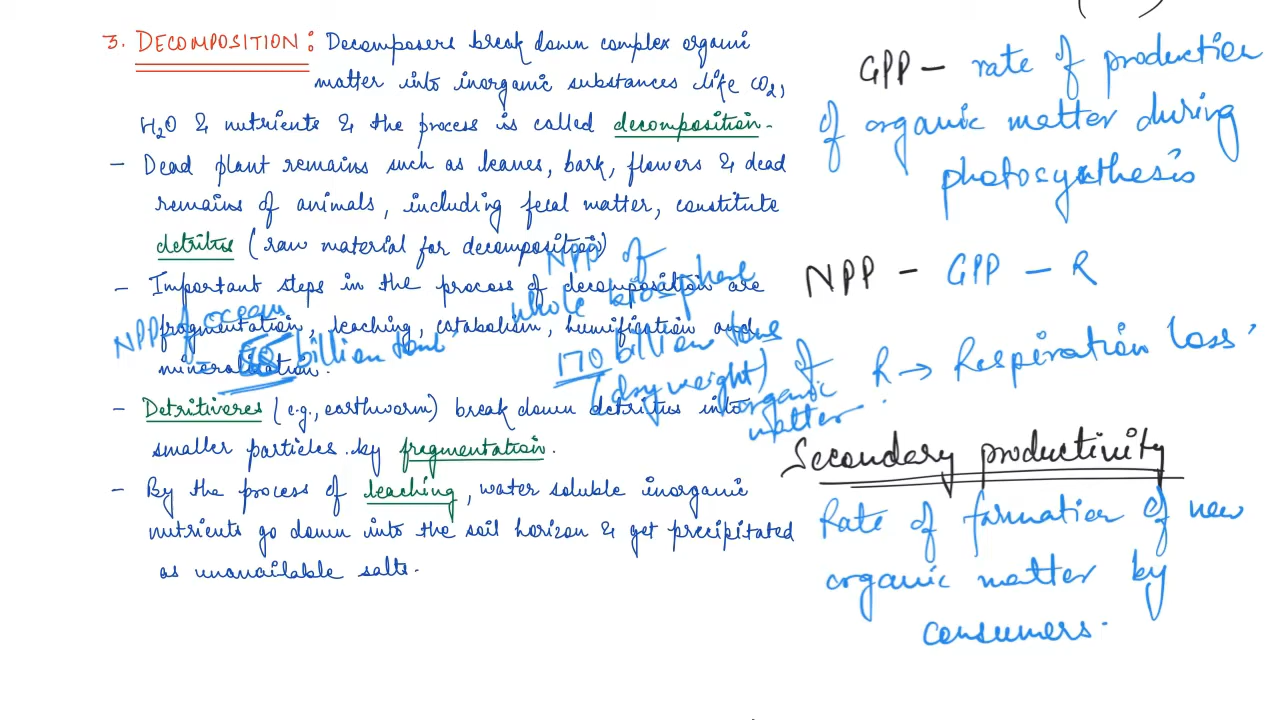 3. DECOMPOSITION: Decomposers break down complex organic
matter into inorganic substances like CO2,
H2O & nutrients & the process is called decomposition.
- Dead plant remains such as leaves, bark, flowers & dead
remains of animals, including fecal matter, constitute
detritus (raw material for decomposition)
- Important steps in the process of decomposition are
fragmentation, leaching, catabolism, humification and
mineralisation.
- Detritivores (e.g., earthworm) break down detritus into
smaller particles by fragmentation.
- By the process of leaching, water soluble inorganic
nutrients go down into the soil horizon & get precipitated
as unavailable salts.
NPP of ocean
billion tons
NPP of
whole biosphere
170 billion tons
(dry weight) of
organic
matter.
GPP - rate of production
of organic matter during
photosynthesis
NPP - GPP - R
R → Respiration loss
Secondary productivity
Rate of formation of new
organic matter by
consumers.